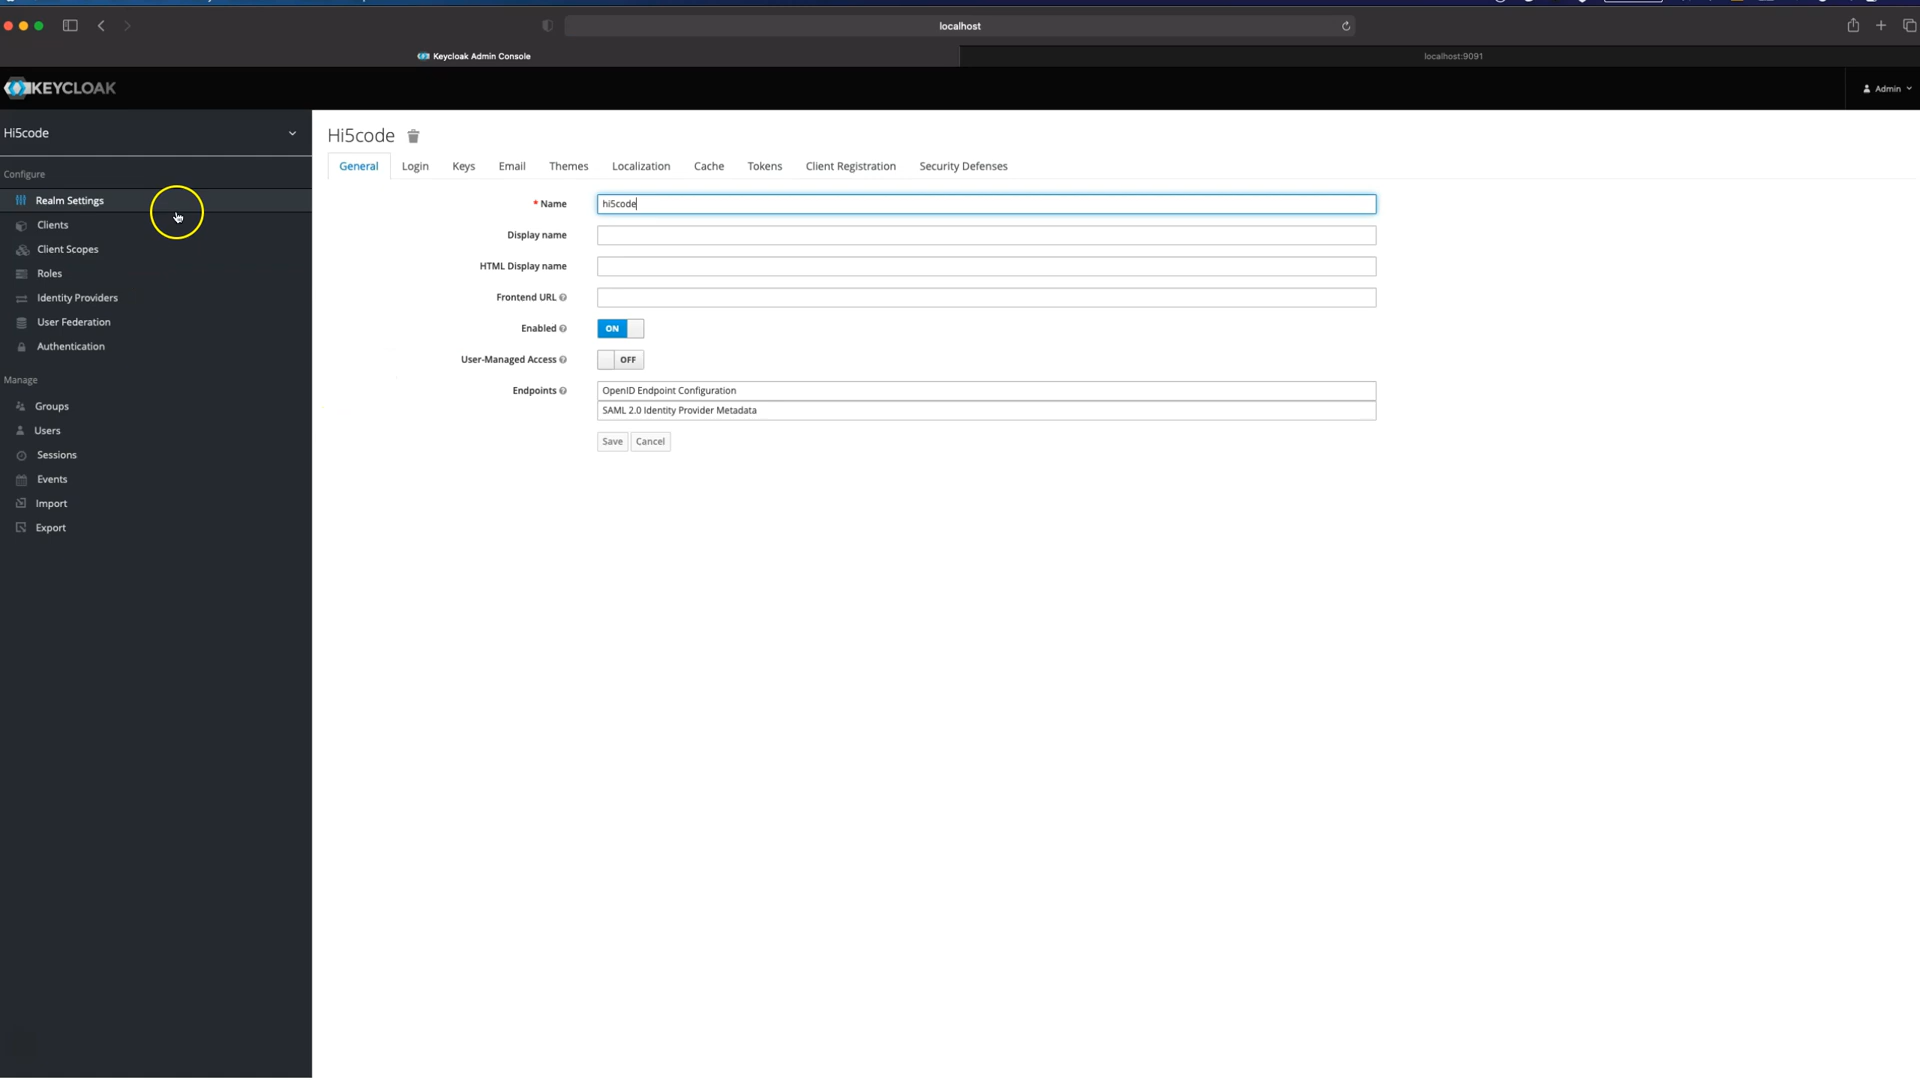 localhost
Keycloak Admin Console
localhost:9091
KEYCLOAK
Admin
Hi5code
Configure
Realm Settings
Clients
Client Scopes
Roles
Identity Providers
User Federation
Authentication
Manage
Groups
Users
Sessions
Events
Import
Export
Hi5code
General Login Keys Email Themes Localization Cache Tokens Client Registration Security Defenses
* Name hi5code
Display name
HTML Display name
Frontend URL
Enabled ON
User-Managed Access OFF
Endpoints OpenID Endpoint Configuration
SAML 2.0 Identity Provider Metadata
Save Cancel